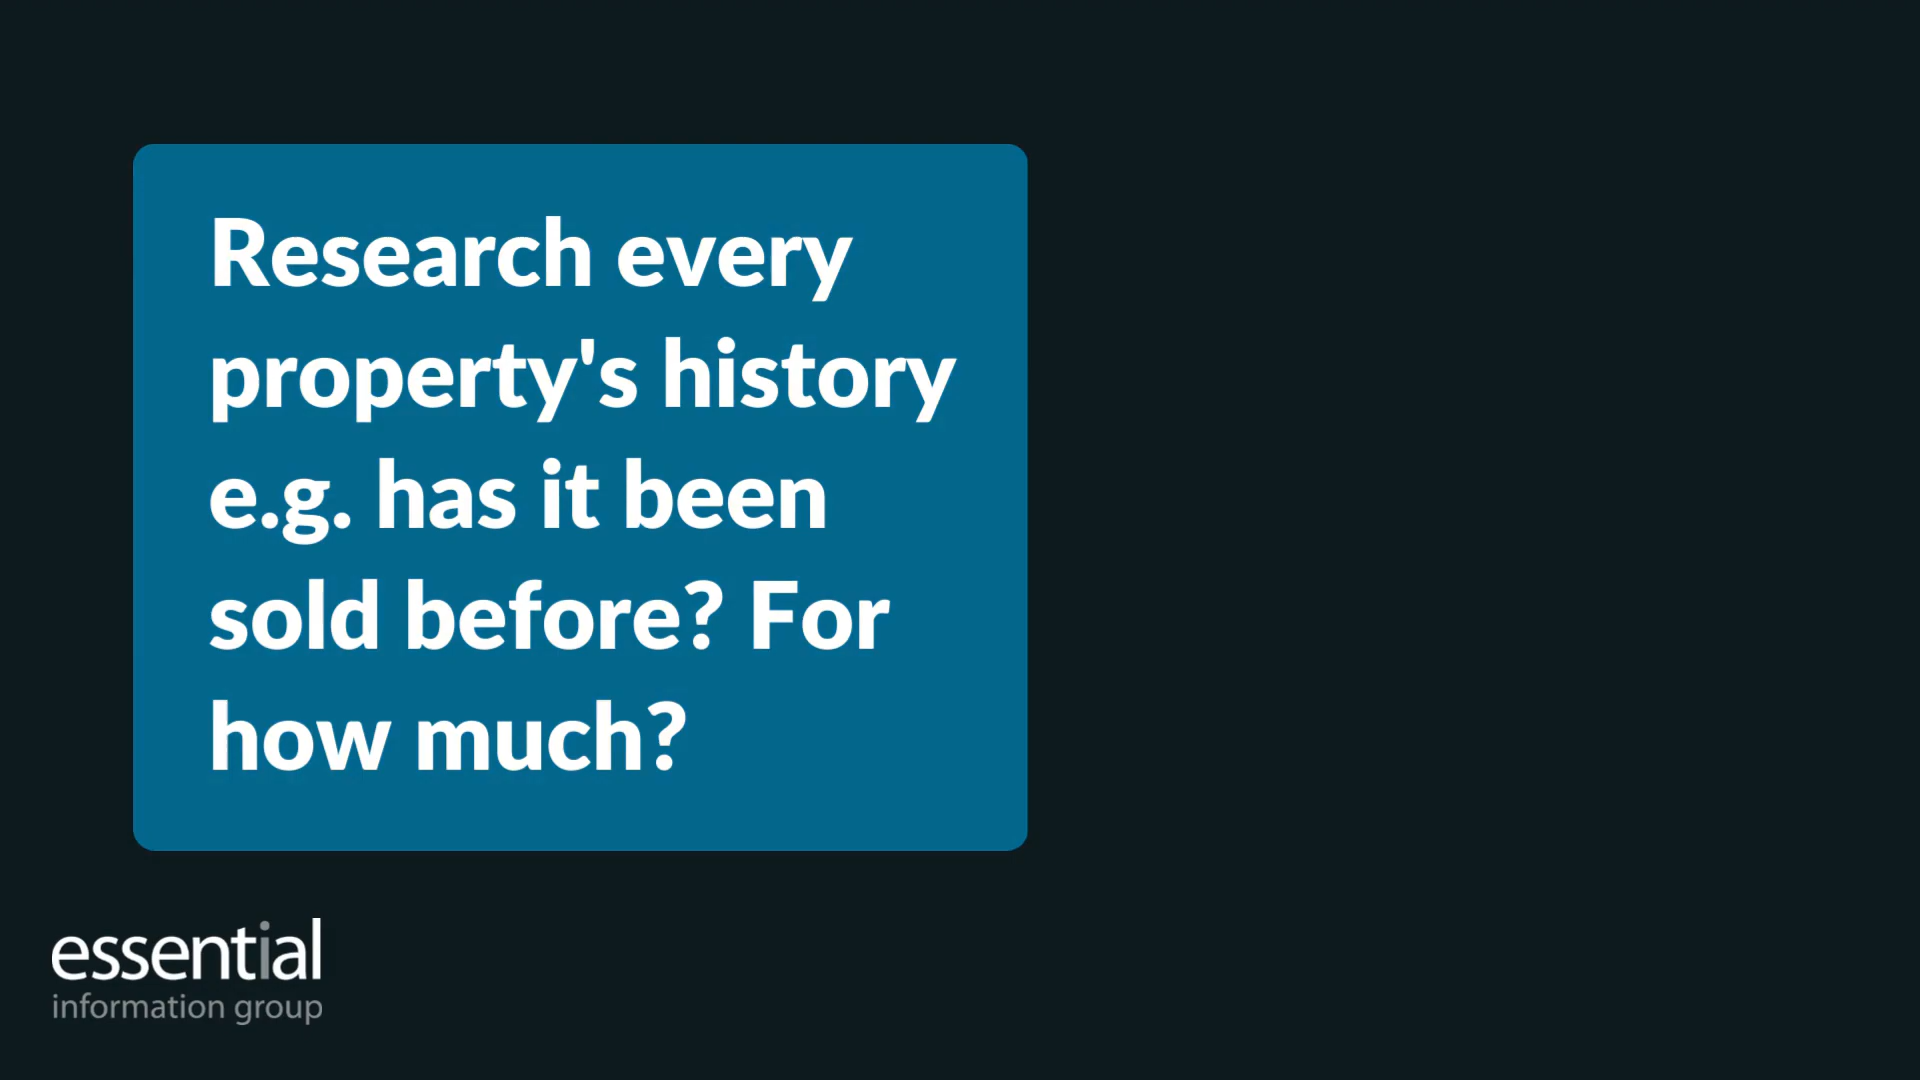 Research every
property's history
e.g. has it been
sold before? For
how much?
essential
information group